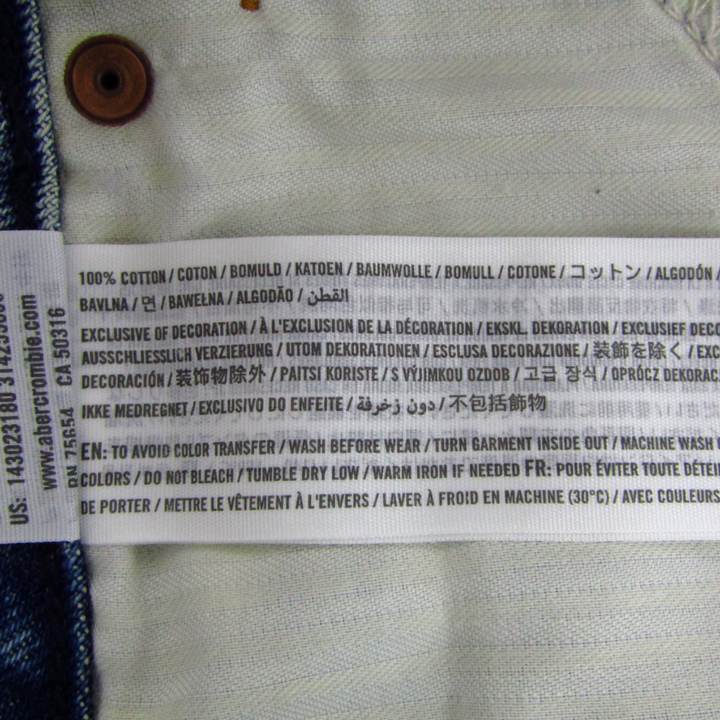 100% COTTON / COTON / BOMULD / KATOEN / BAUMWOLLE / BOMULL / COTONE / コットン / ALGODÓN /
BAVLNA / 면 / BAWEŁNA / ALGODÃO / القطن
EXCLUSIVE OF DECORATION / À L'EXCLUSION DE LA DÉCORATION / EKSKL. DEKORATION / EXCLUSIEF DECO
AUSSCHLIESSLICH VERZIERUNG / UTOM DEKORATIONEN / ESCLUSA DECORAZIONE / 装飾を除く / EXC
DECORACIÓN / 装饰物除外 / PAITSI KORISTE / S VÝJIMKOU OZDOB / 고급 장식 / OPRÓCZ DEKORAC
IKKE MEDREGNET / EXCLUSIVO DO ENFEITE / دون زخرفة / 不包括飾物
EN: TO AVOID COLOR TRANSFER / WASH BEFORE WEAR / TURN GARMENT INSIDE OUT / MACHINE WASH
COLORS / DO NOT BLEACH / TUMBLE DRY LOW / WARM IRON IF NEEDED FR: POUR ÉVITER TOUTE DÉTEI
DE PORTER / METTRE LE VÊTEMENT À L'ENVERS / LAVER À FROID EN MACHINE (30°C) / AVEC COULEURS
US: 143023180
www.abercrombie.com
RN 75654 CA 50316